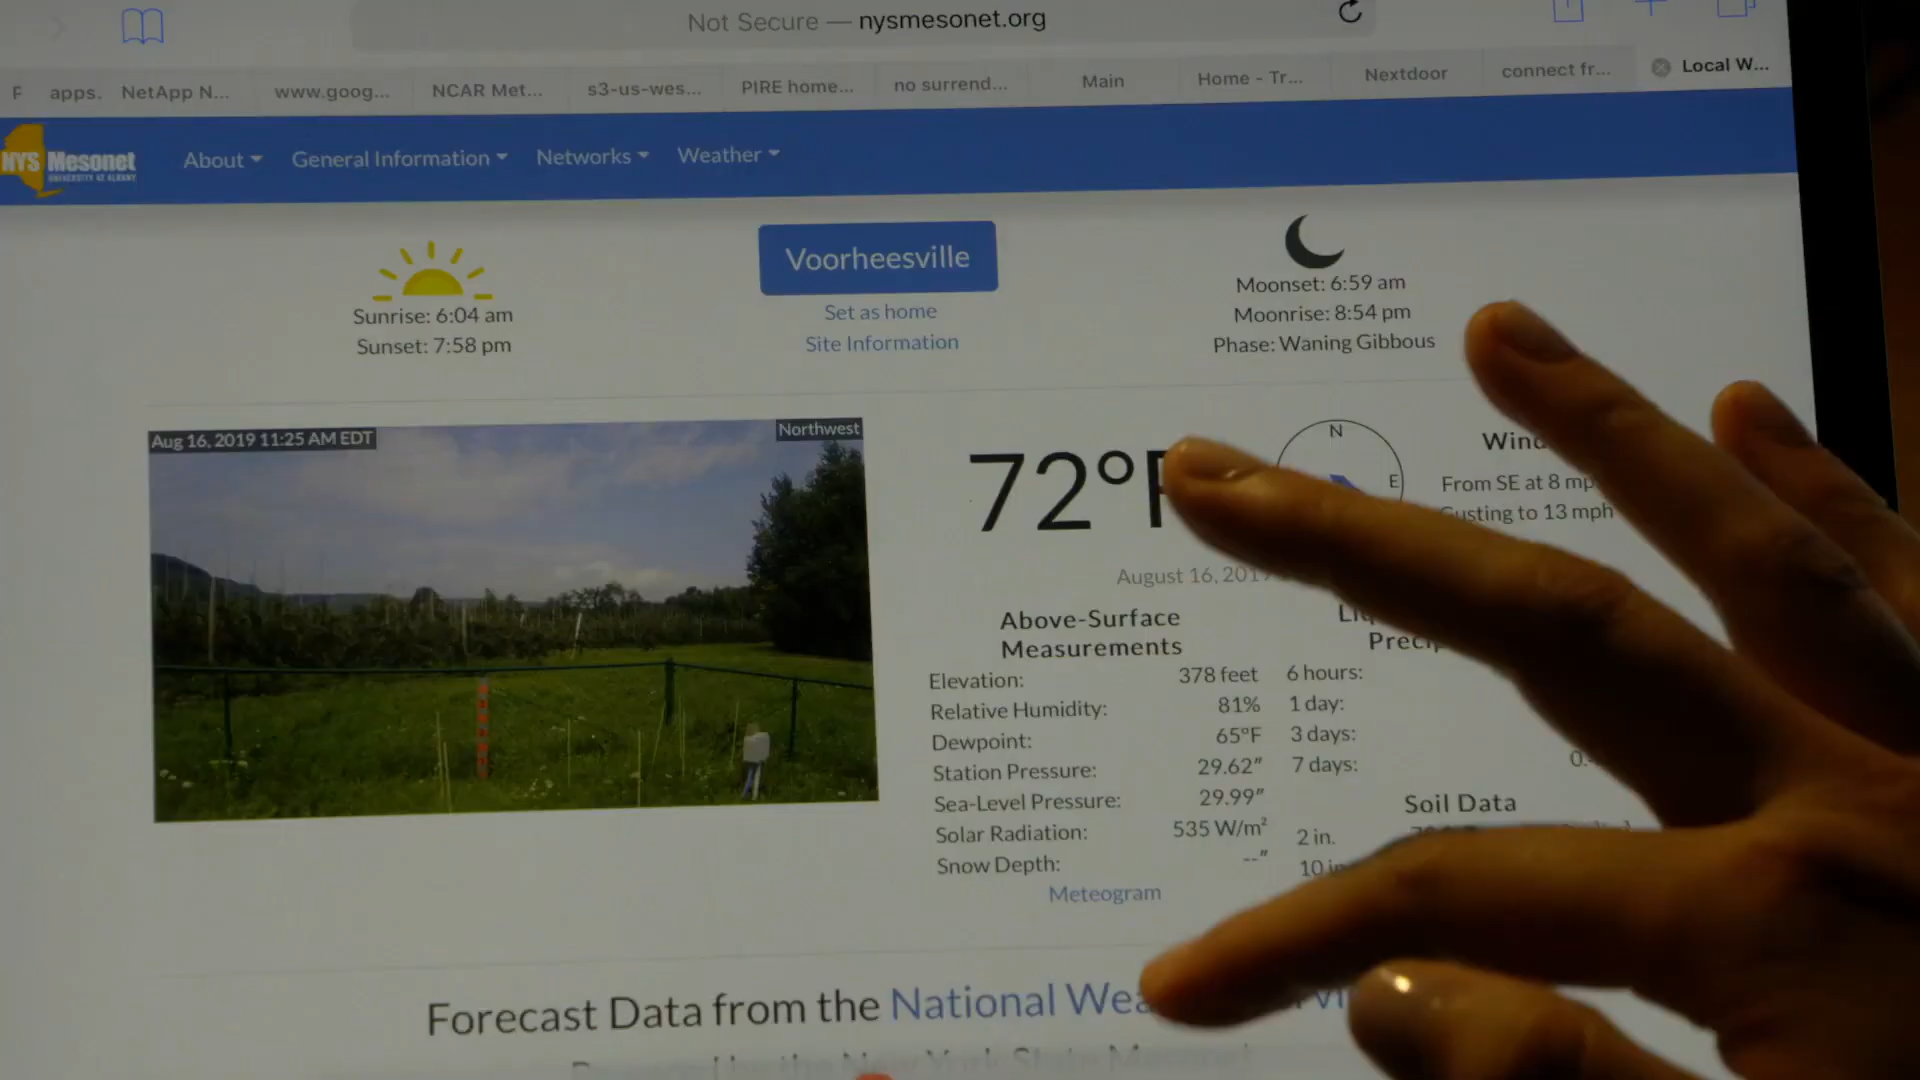 Not Secure — nysmesonet.org
apps. NetApp N... www.goog... NCAR Met... s3-us-wes... PIRE home... no surrend... Main Home - Tr... Nextdoor connect fr... Local W...
NYS Mesonet
UNIVERSITY AT ALBANY
About General Information Networks Weather
Sunrise: 6:04 am
Sunset: 7:58 pm
Voorheesville
Set as home
Site Information
Moonset: 6:59 am
Moonrise: 8:54 pm
Phase: Waning Gibbous
Aug 16, 2019 11:25 AM EDT
Northwest
72°F
August 16, 2019
N
E
From SE at 8
Gusting to 13 mph
Above-Surface
Measurements
Elevation: 378 feet
Relative Humidity: 81%
Dewpoint: 65°F
Station Pressure: 29.62"
Sea-Level Pressure: 29.99"
Solar Radiation: 535 W/m²
Snow Depth: --"
Meteogram
6 hours:
1 day:
3 days:
7 days:
Soil Data
2 in.
10 in
Forecast Data from the National